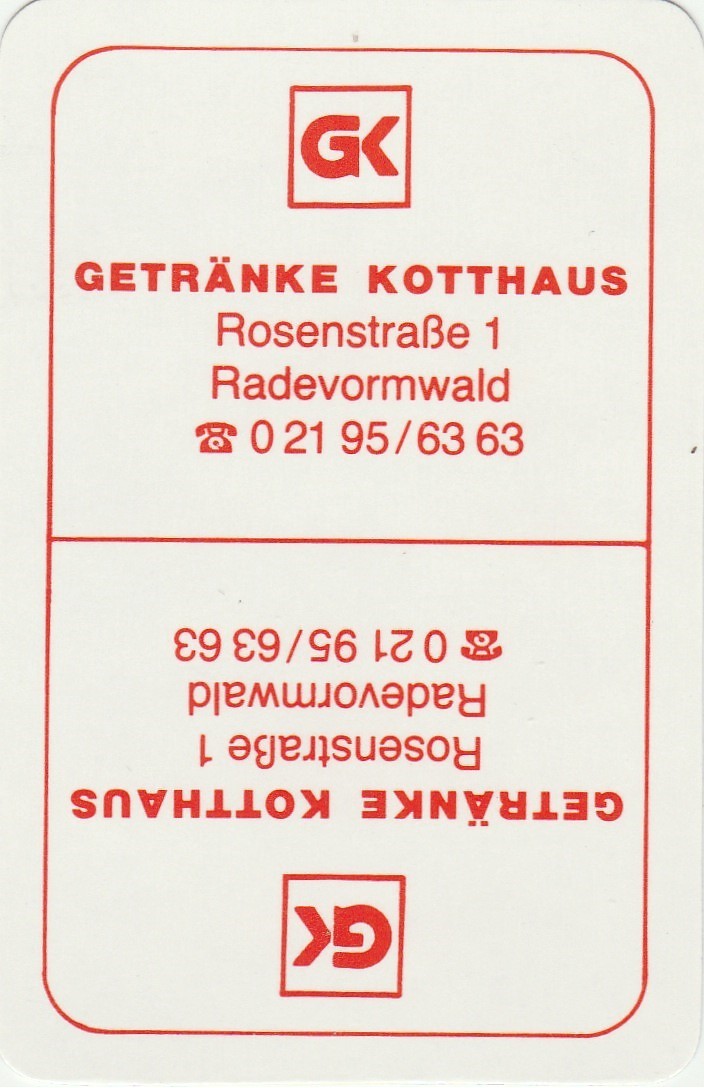 GK
GETRÄNKE KOTTHAUS
Rosenstraße 1
Radevormwald
☎ 0 21 95/63 63
☎ 0 21 95/63 63
Radevormwald
Rosenstraße 1
GETRÄNKE KOTTHAUS
GK